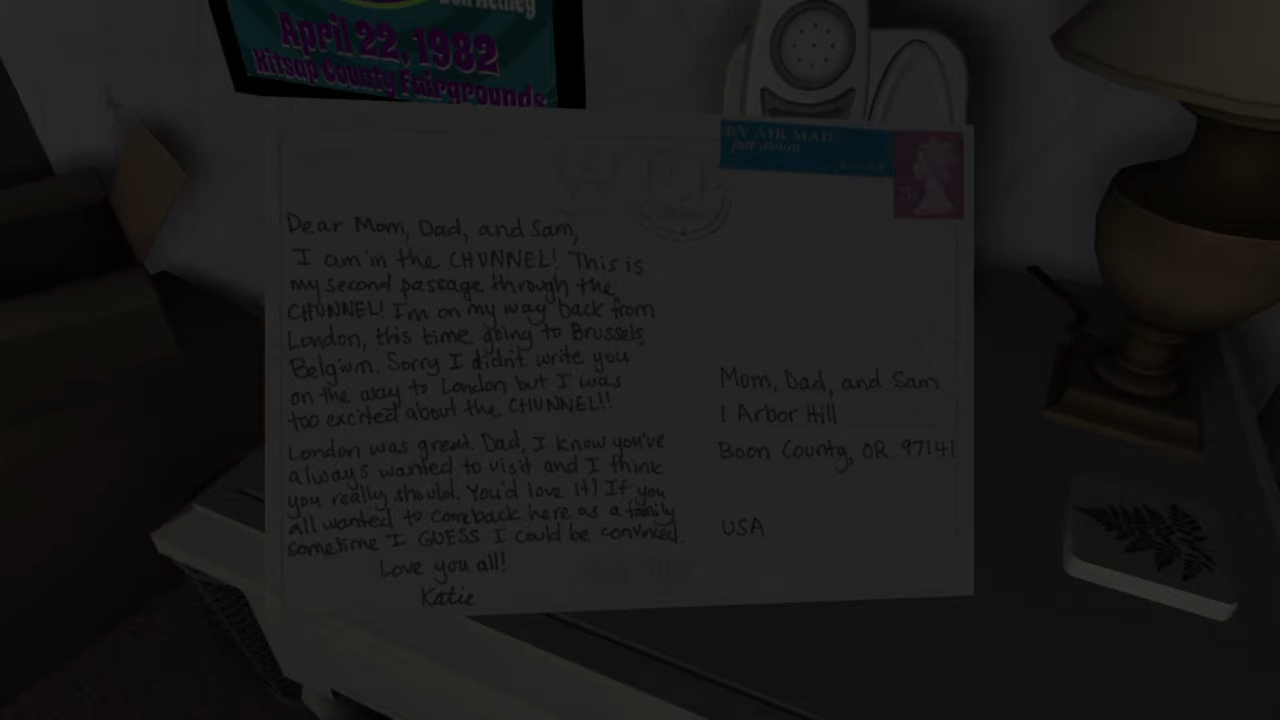 April 22, 1982
Kitsap County Fairgrounds
BY AIR MAIL
par avion
Dear Mom, Dad, and Sam,
I am in the CHUNNEL! This is
my second passage through the
CHUNNEL! I'm on my way back from
London, this time going to Brussels,
Belgium. Sorry I didn't write you
on the way to London but I was
too excited about the CHUNNEL!!
London was great. Dad, I know you've
always wanted to visit and I think
you really should. You'd love it! If you
all wanted to comeback here as a family
sometime I GUESS I could be convinced.
Love you all!
Katie
Mom, Dad, and Sam
1 Arbor Hill
Boon County, OR 97141
USA